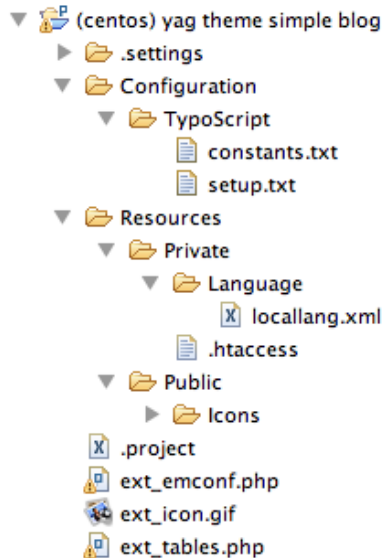 (centos) yag theme simple blog
.settings
Configuration
TypoScript
constants.txt
setup.txt
Resources
Private
Language
locallang.xml
.htaccess
Public
Icons
.project
ext_emconf.php
ext_icon.gif
ext_tables.php